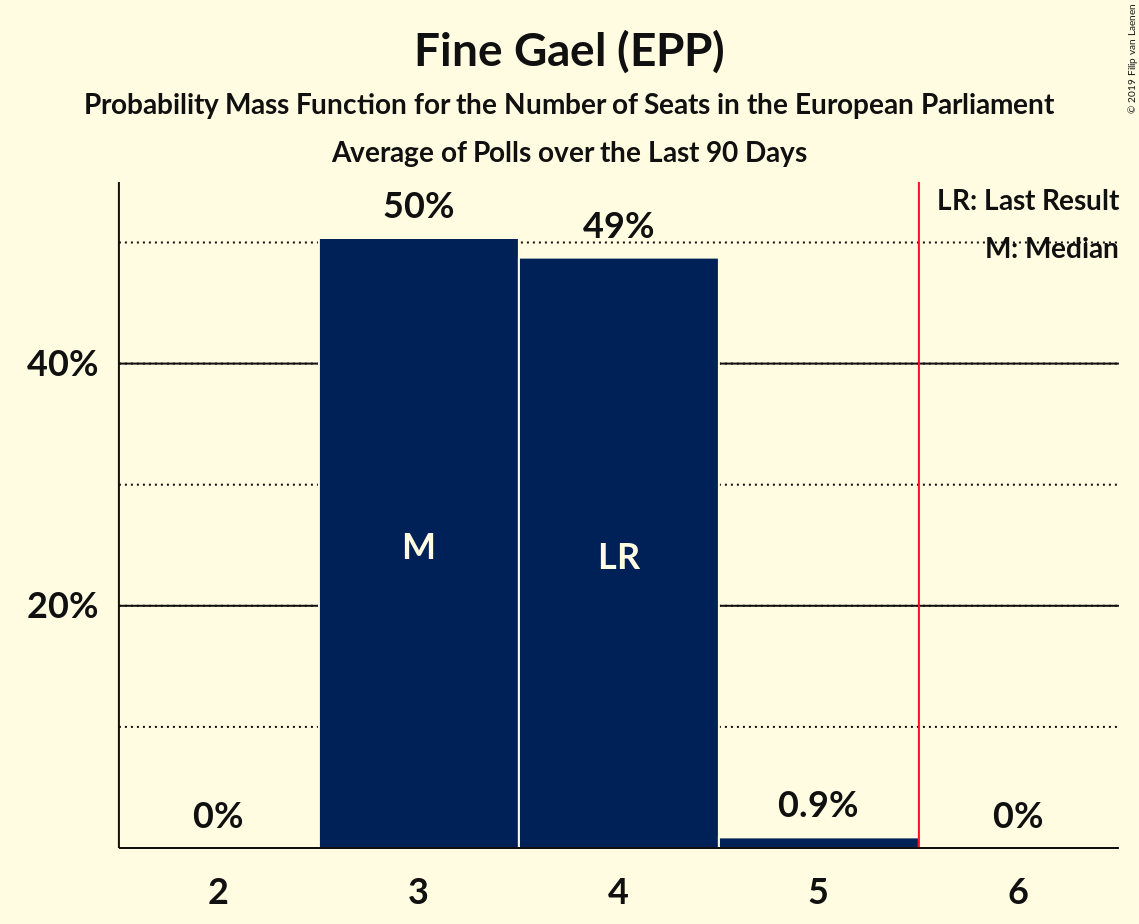 Fine Gael (EPP)
Probability Mass Function for the Number of Seats in the European Parliament
Average of Polls over the Last 90 Days
© 2019 Filip van Laenen
LR: Last Result
M: Median
50%
49%
40%
20%
M
LR
0%
0.9%
0%
2
3
4
5
6